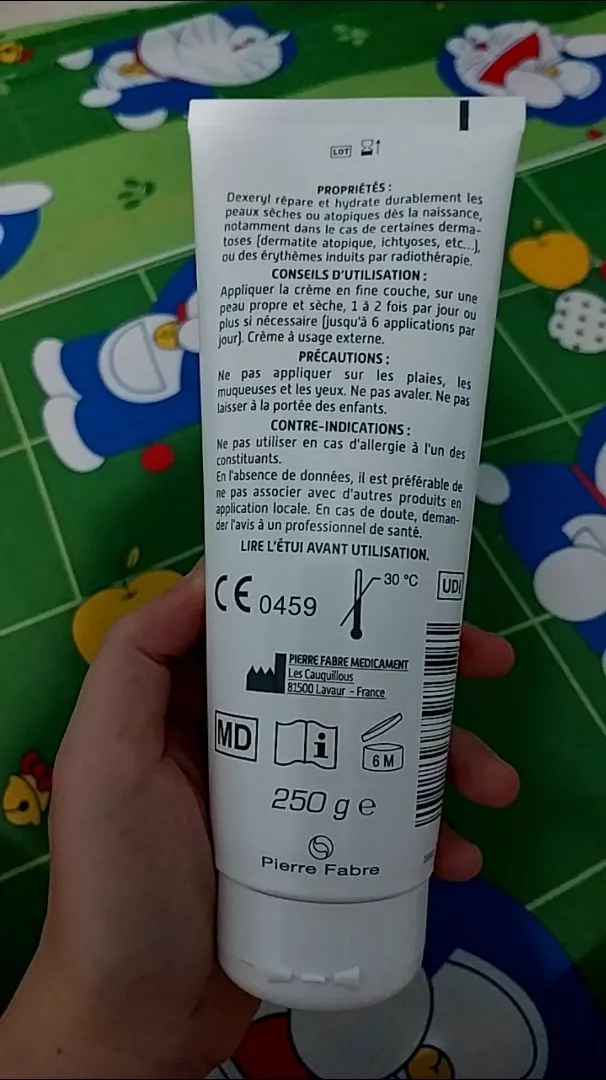 LOT
PROPRIÉTÉS :
Dexeryl répare et hydrate durablement les
peaux sèches ou atopiques dès la naissance,
notamment dans le cas de certaines derma-
toses (dermatite atopique, ichtyoses, etc...),
ou des érythèmes induits par radiothérapie.
CONSEILS D'UTILISATION :
Appliquer la crème en fine couche, sur une
peau propre et sèche, 1 à 2 fois par jour ou
plus si nécessaire (jusqu'à 6 applications par
jour). Crème à usage externe.
PRÉCAUTIONS :
Ne pas appliquer sur les plaies, les
muqueuses et les yeux. Ne pas avaler. Ne pas
laisser à la portée des enfants.
CONTRE-INDICATIONS :
Ne pas utiliser en cas d'allergie à l'un des
constituants.
En l'absence de données, il est préférable de
ne pas associer avec d'autres produits en
application locale. En cas de doute, deman-
der l'avis à un professionnel de santé.
LIRE L'ÉTUI AVANT UTILISATION.
CE 0459
30 °C
UDI
PIERRE FABRE MEDICAMENT
Les Cauquillous
81500 Lavaur - France
MD
i
6 M
250 g e
Pierre Fabre